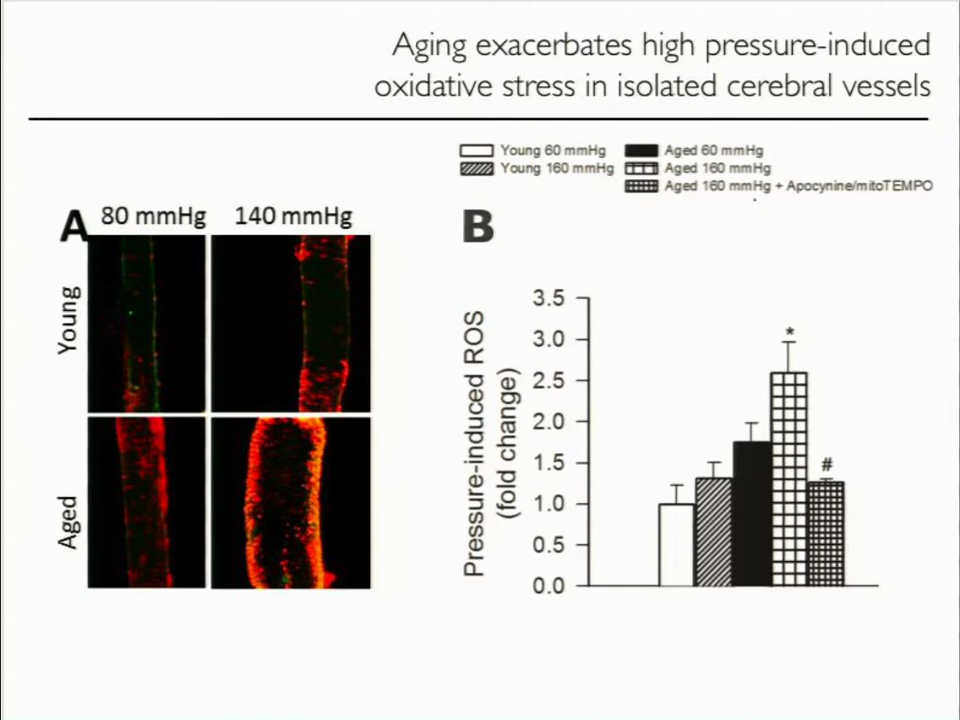 Aging exacerbates high pressure-induced
oxidative stress in isolated cerebral vessels
Young 60 mmHg
Aged 60 mmHg
Young 160 mmHg
Aged 160 mmHg
Aged 160 mmHg + Apocynine/mitoTEMPO
A
80 mmHg
140 mmHg
Young
Aged
B
Pressure-induced ROS
(fold change)
3.5
3.0
2.5
2.0
1.5
1.0
0.5
0.0
*
#